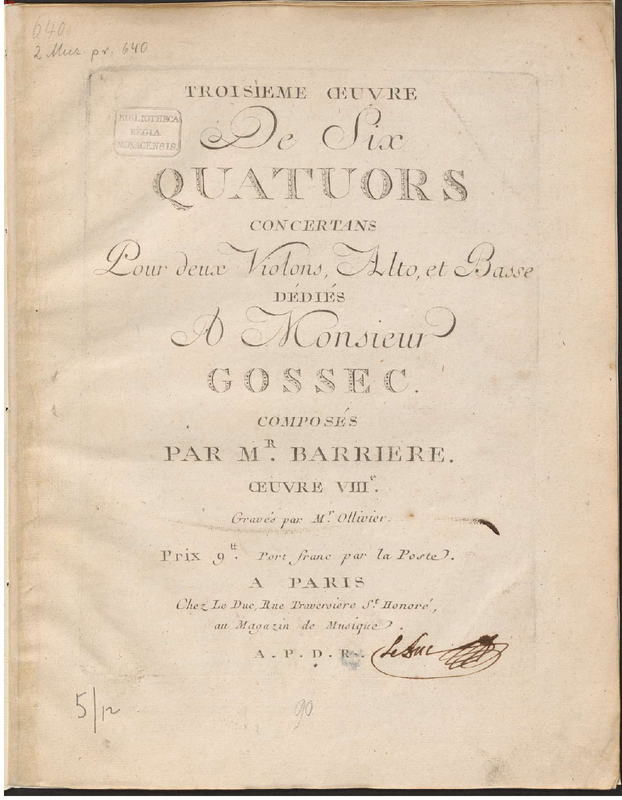 640.
2 Mus. pr. 640
TROISIEME ŒUVRE
BIBLIOTHECA
REGIA
MONACENSIS.
De Six
QUATUORS
CONCERTANS
Pour deux Violons, Alto, et Basse
DÉDIÉS
A Monsieur
GOSSEC.
COMPOSÉS
PAR MR. BARRIERE.
ŒUVRE VIIIe.
Gravés par Mr. Ollivier.
Prix 9tt. Port franc par la Poste.
A PARIS
Chez Le Duc, Rue Traversiere St. Honoré,
au Magazin de Musique.
A. P. D. R.
Le Duc
5/12
90